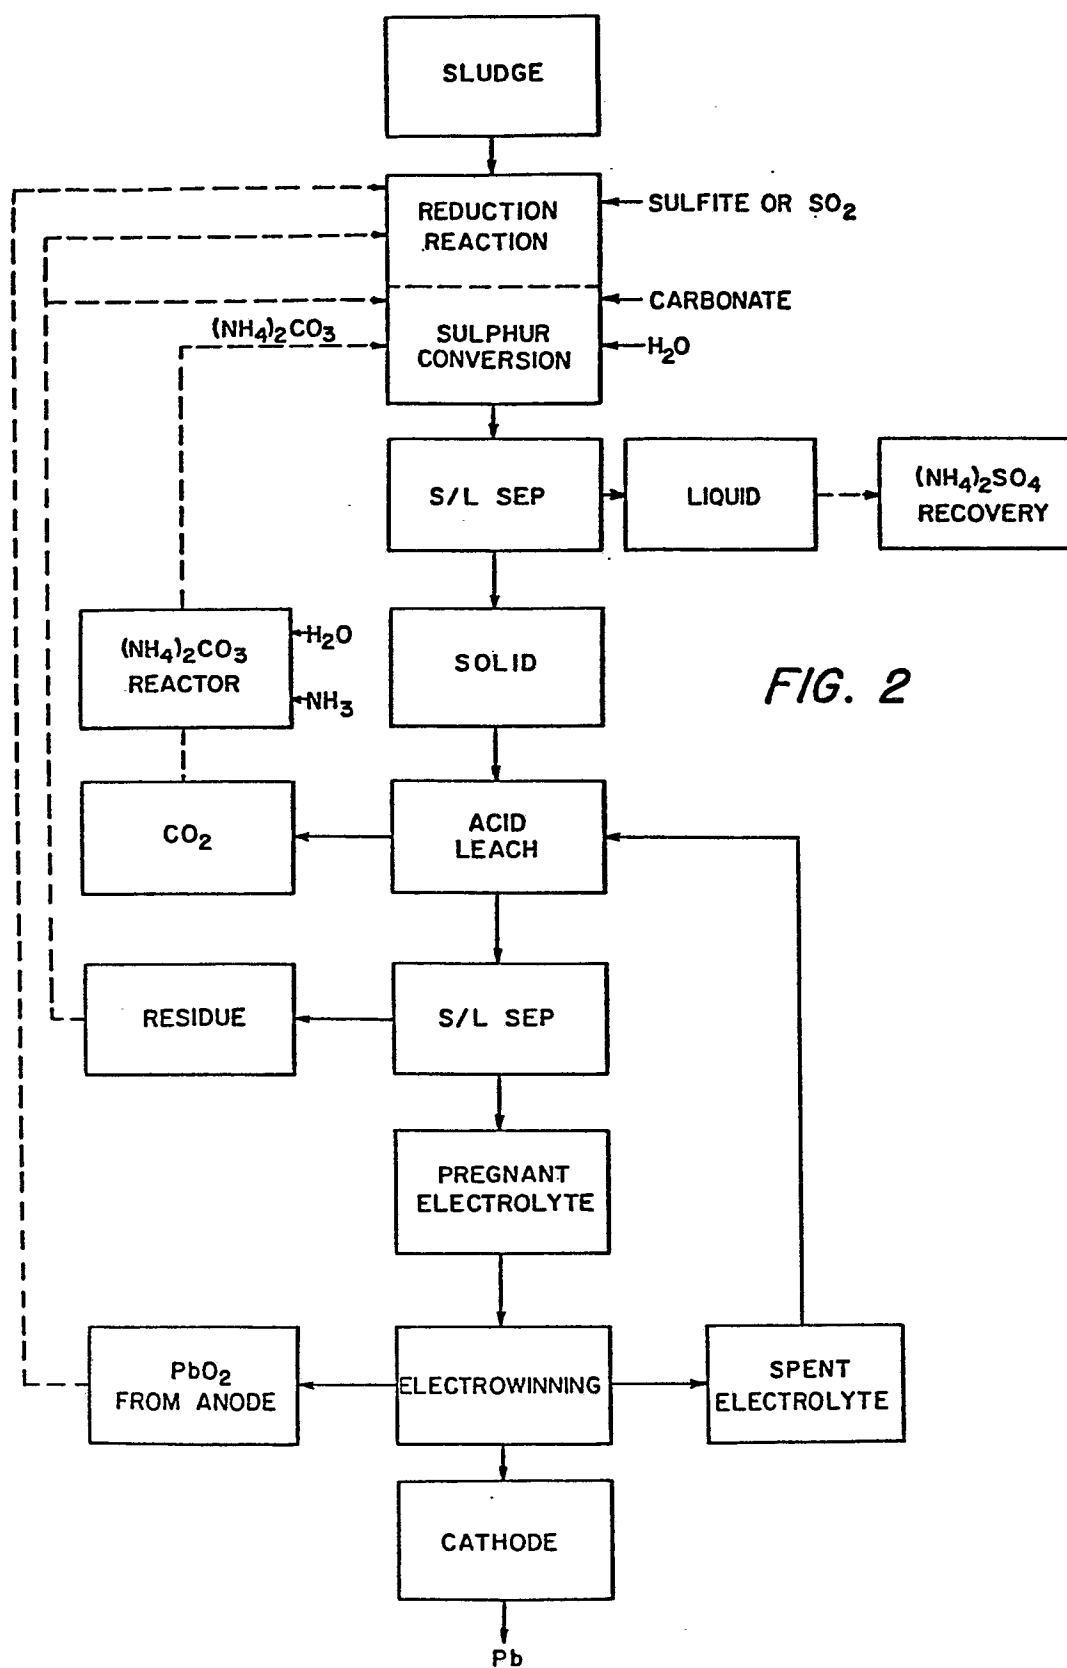 SLUDGE
REDUCTION
REACTION
SULFITE OR SO2
CARBONATE
(NH4)2CO3
SULPHUR
CONVERSION
H2O
S/L SEP
LIQUID
(NH4)2SO4
RECOVERY
(NH4)2CO3
REACTOR
H2O
NH3
SOLID
FIG. 2
CO2
ACID
LEACH
RESIDUE
S/L SEP
PREGNANT
ELECTROLYTE
PbO2
FROM ANODE
ELECTROWINNING
SPENT
ELECTROLYTE
CATHODE
Pb